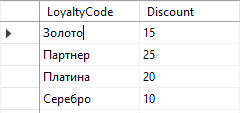 LoyaltyCode Discount
Золото 15
Партнер 25
Платина 20
Серебро 10